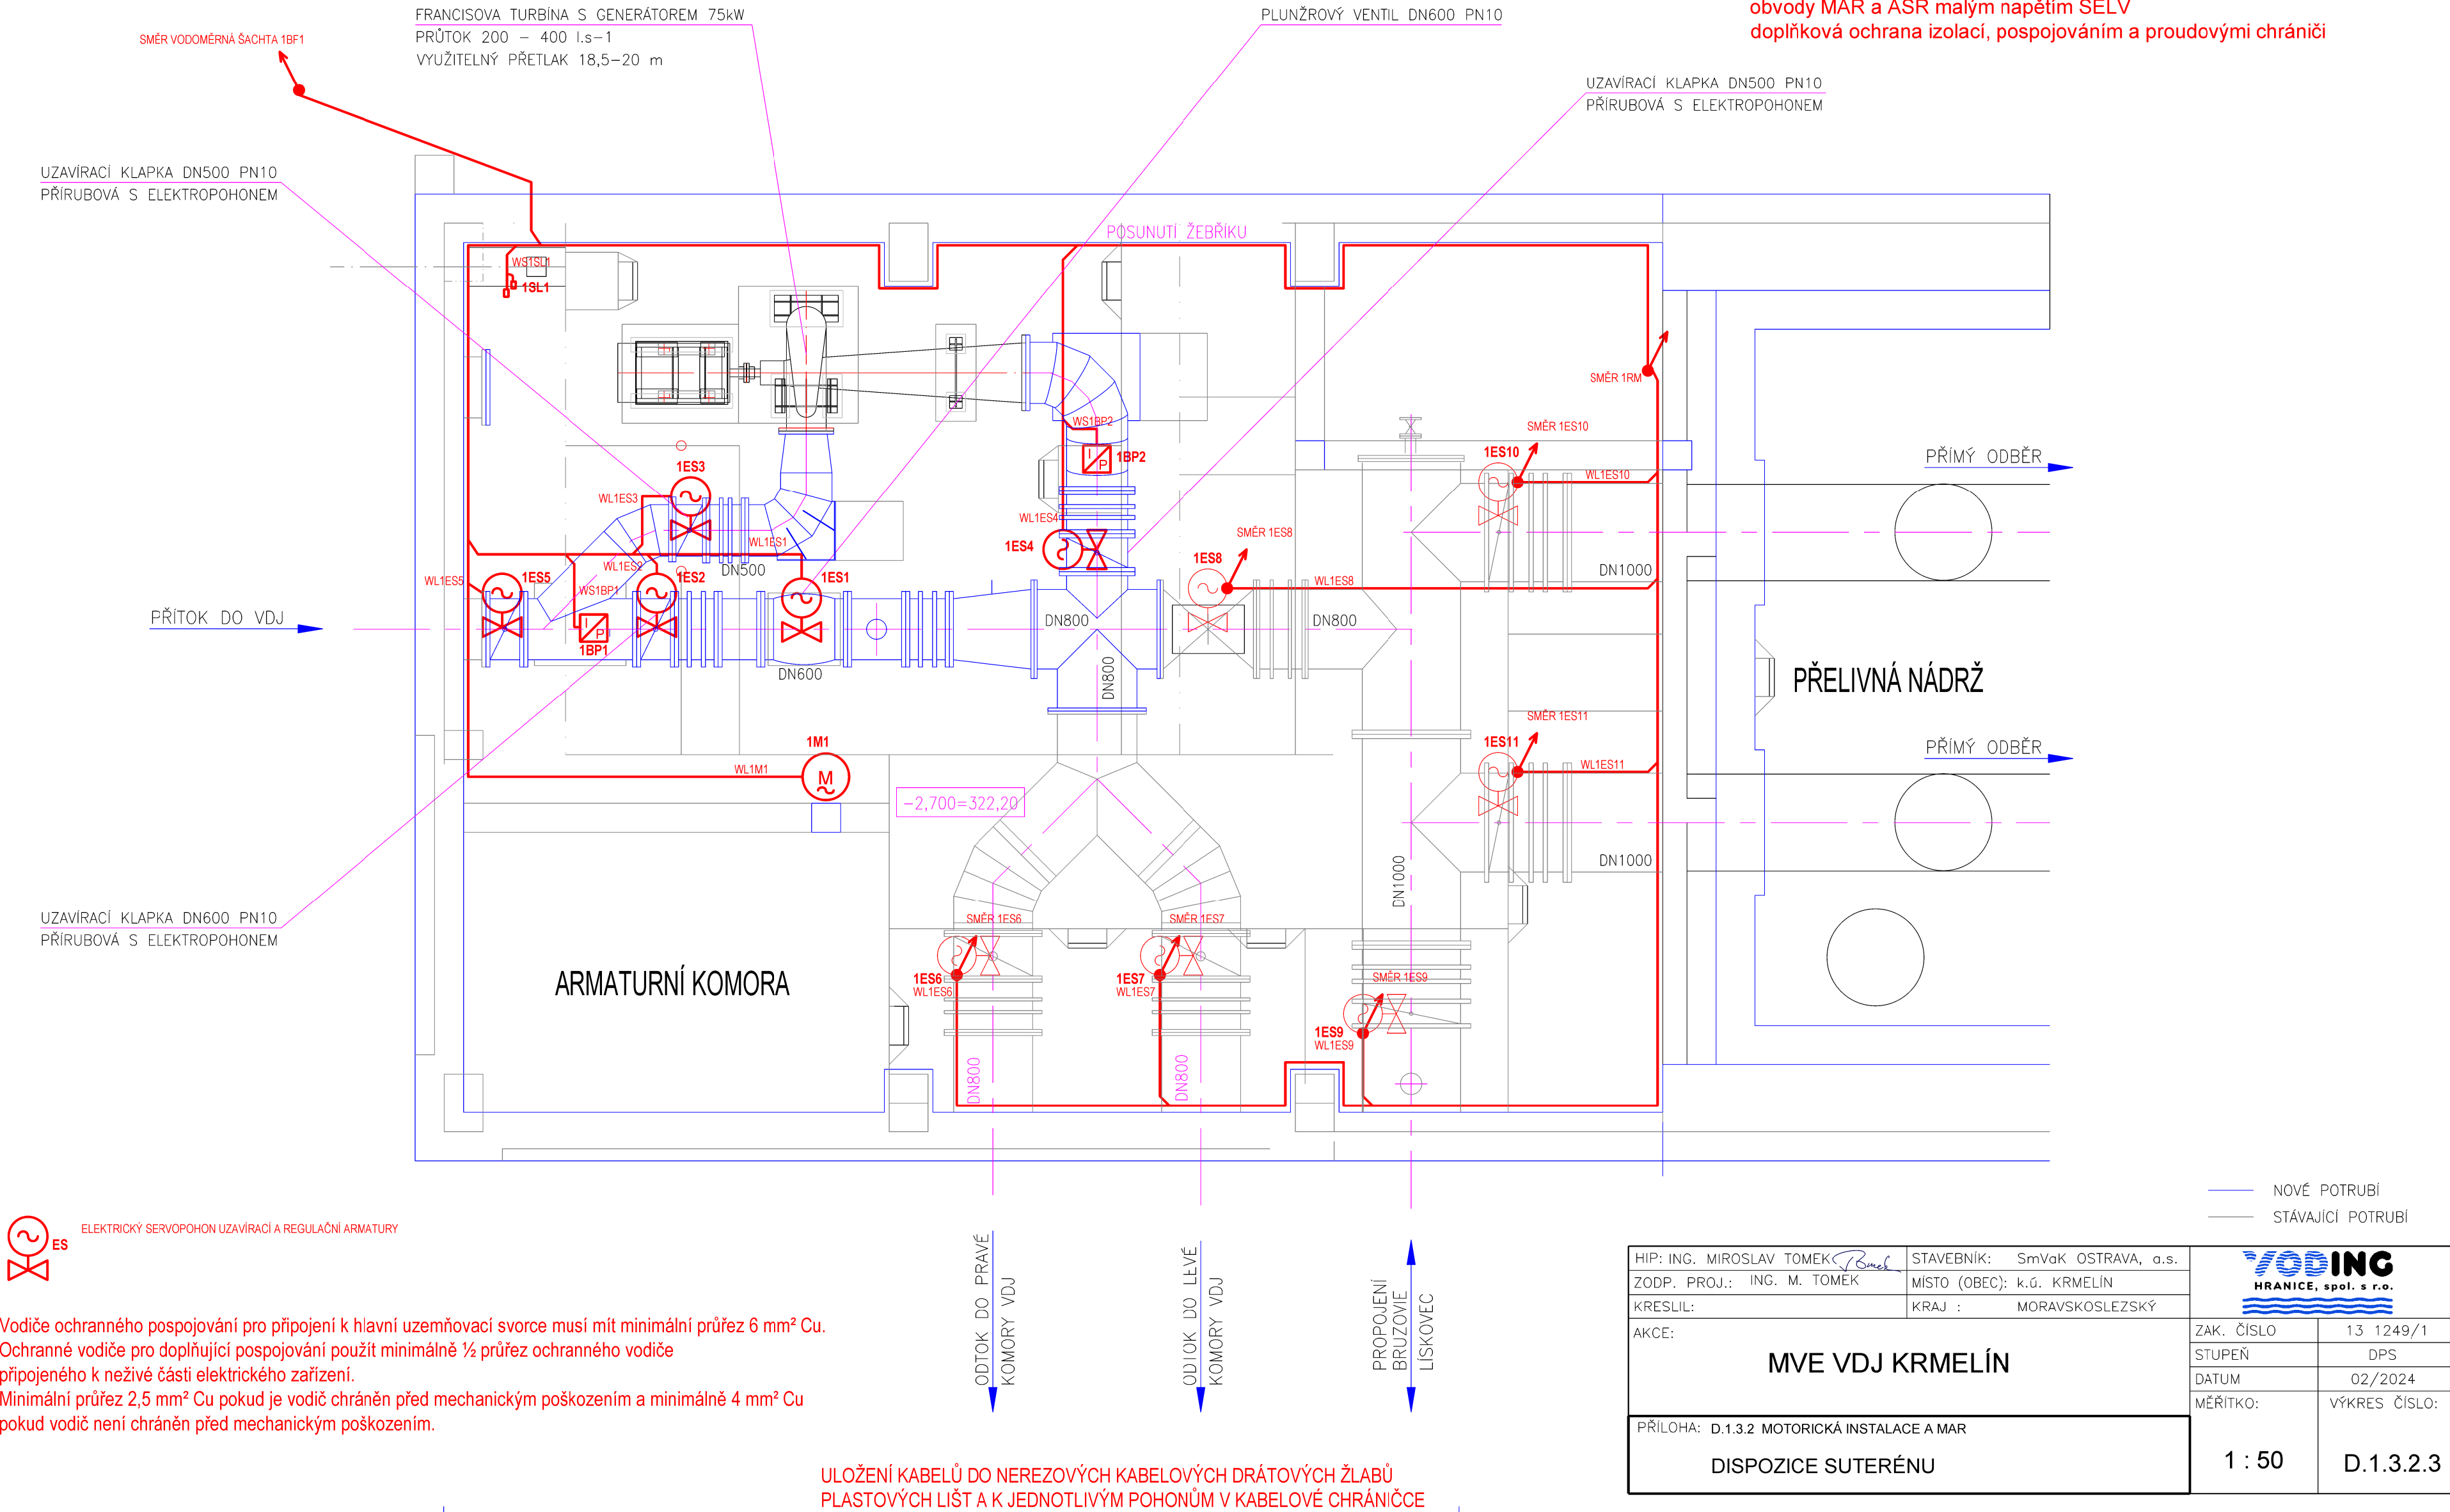 FRANCISOVA TURBÍNA S GENERÁTOREM 75kW
PRŮTOK 200 – 400 l.s–1
VYUŽITELNÝ PŘETLAK 18,5–20 m
PLUNŽROVÝ VENTIL DN600 PN10
obvody MAR a ASŘ malým napětím SELV
doplňková ochrana izolací, pospojováním a proudovými chrániči
SMĚR VODOMĚRNÁ ŠACHTA 1BF1
UZAVÍRACÍ KLAPKA DN500 PN10
PŘÍRUBOVÁ S ELEKTROPOHONEM
UZAVÍRACÍ KLAPKA DN500 PN10
PŘÍRUBOVÁ S ELEKTROPOHONEM
POSUNUTÍ ŽEBŘÍKU
WS1SL1
1SL1
SMĚR 1RM
WS1BP2
I
P
1BP2
SMĚR 1ES10
1ES10
WL1ES10
PŘÍMÝ ODBĚR
1ES3
WL1ES3
WL1ES4
1ES4
WL1ES1
SMĚR 1ES8
1ES8
WL1ES8
DN1000
WL1ES5
1ES5
WL1ES2
1ES2
DN500
1ES1
WS1BP1
I
P
1BP1
PŘÍTOK DO VDJ
DN800
DN800
DN800
DN600
PŘELIVNÁ NÁDRŽ
SMĚR 1ES11
1ES11
WL1ES11
PŘÍMÝ ODBĚR
1M1
WL1M1
M
–2,700=322,20
DN1000
DN1000
UZAVÍRACÍ KLAPKA DN600 PN10
PŘÍRUBOVÁ S ELEKTROPOHONEM
ARMATURNÍ KOMORA
SMĚR 1ES6
1ES6
WL1ES6
SMĚR 1ES7
1ES7
WL1ES7
SMĚR 1ES9
1ES9
WL1ES9
DN800
DN800
NOVÉ POTRUBÍ
STÁVAJÍCÍ POTRUBÍ
ES
ELEKTRICKÝ SERVOPOHON UZAVÍRACÍ A REGULAČNÍ ARMATURY
ODTOK DO PRAVÉ
KOMORY VDJ
ODTOK DO LEVÉ
KOMORY VDJ
PROPOJENÍ
BRUZOVIE
LÍSKOVEC
Vodiče ochranného pospojování pro připojení k hlavní uzemňovací svorce musí mít minimální průřez 6 mm² Cu.
Ochranné vodiče pro doplňující pospojování použít minimálně ½ průřez ochranného vodiče
připojeného k neživé části elektrického zařízení.
Minimální průřez 2,5 mm² Cu pokud je vodič chráněn před mechanickým poškozením a minimálně 4 mm² Cu
pokud vodič není chráněn před mechanickým poškozením.
ULOŽENÍ KABELŮ DO NEREZOVÝCH KABELOVÝCH DRÁTOVÝCH ŽLABŮ
PLASTOVÝCH LIŠT A K JEDNOTLIVÝM POHONŮM V KABELOVÉ CHRÁNIČCE
HIP: ING. MIROSLAV TOMEK
STAVEBNÍK: SmVaK OSTRAVA, a.s.
ZODP. PROJ.: ING. M. TOMEK
MÍSTO (OBEC): k.ú. KRMELÍN
KRESLIL:
KRAJ : MORAVSKOSLEZSKÝ
VODING
HRANICE, spol. s r.o.
AKCE:
MVE VDJ KRMELÍN
ZAK. ČÍSLO 13 1249/1
STUPEŇ DPS
DATUM 02/2024
MĚŘÍTKO:
1 : 50
VÝKRES ČÍSLO:
D.1.3.2.3
PŘÍLOHA: D.1.3.2 MOTORICKÁ INSTALACE A MAR
DISPOZICE SUTERÉNU